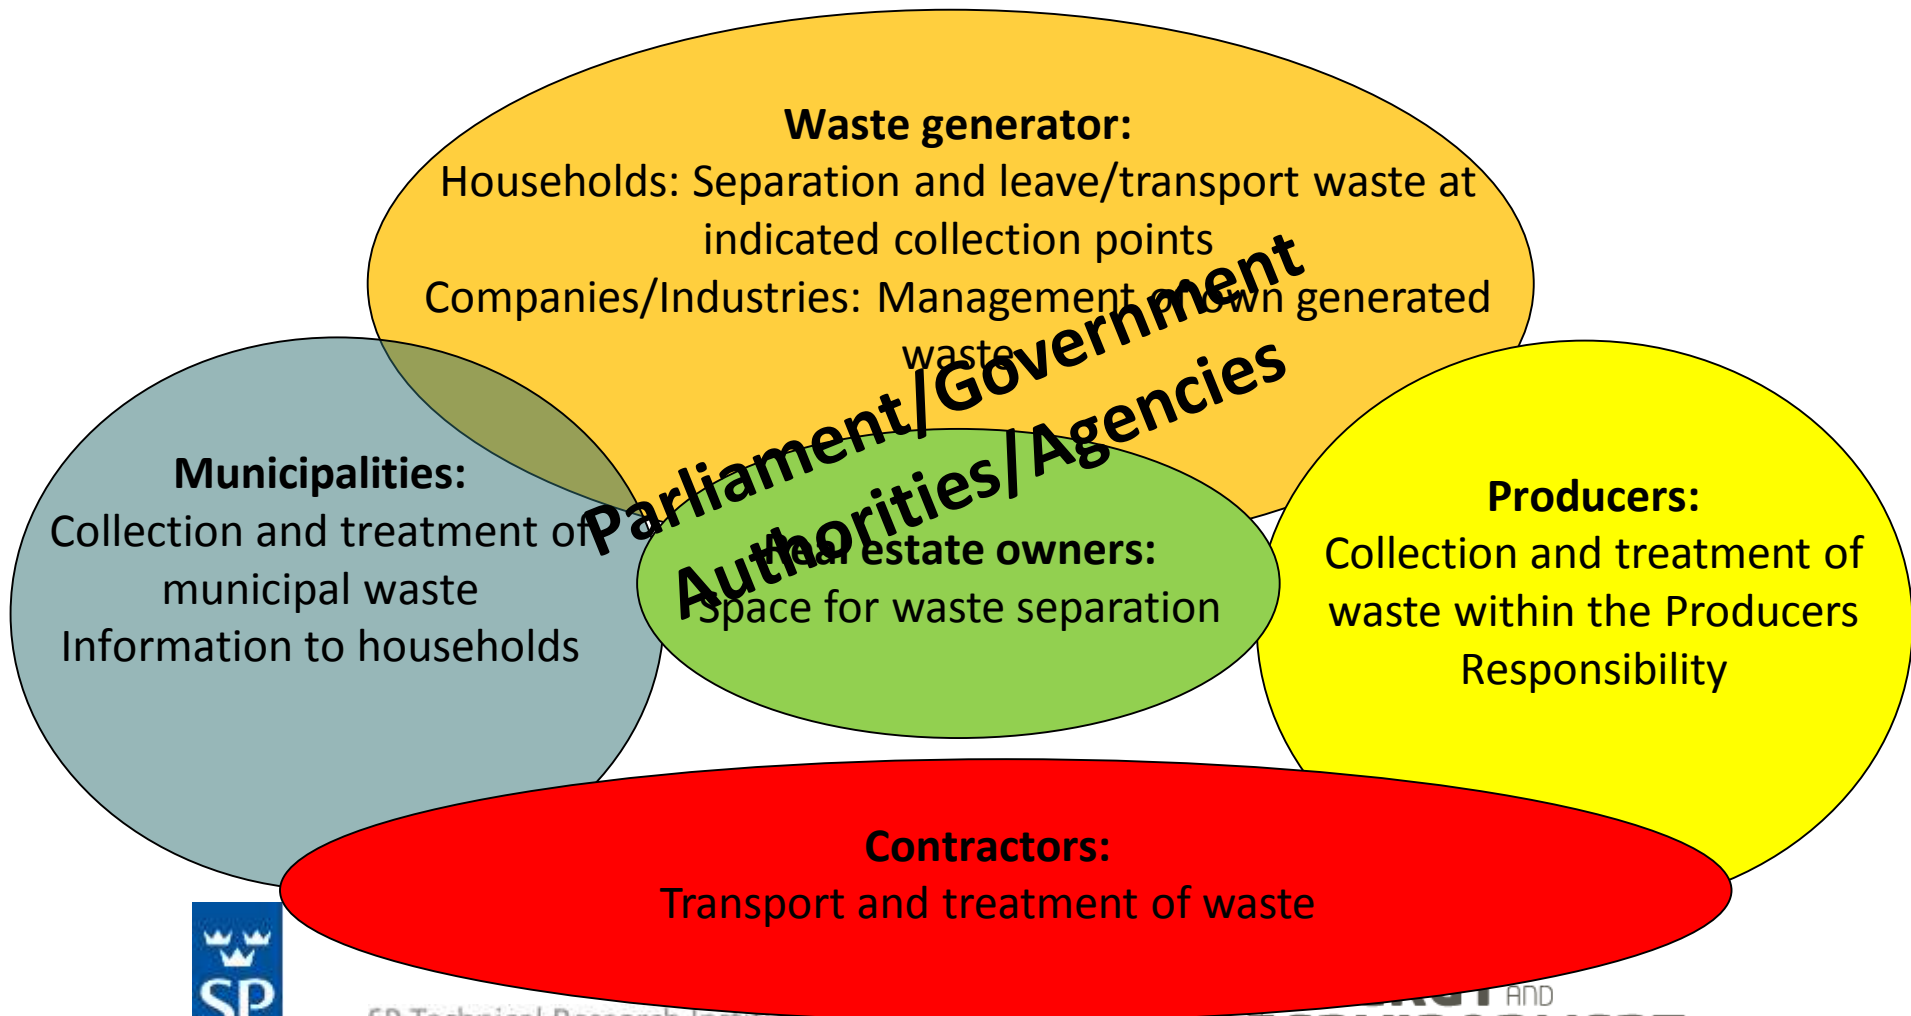 Waste generator:
Households: Separation and leave/transport waste at
indicated collection points
Companies/Industries: Management of own generated
waste
Parliament/Government
Authorities/Agencies
Municipalities:
Collection and treatment of
municipal waste
Information to households
Real estate owners:
Space for waste separation
Producers:
Collection and treatment of
waste within the Producers
Responsibility
Contractors:
Transport and treatment of waste
SP
SP Technical Research
AND